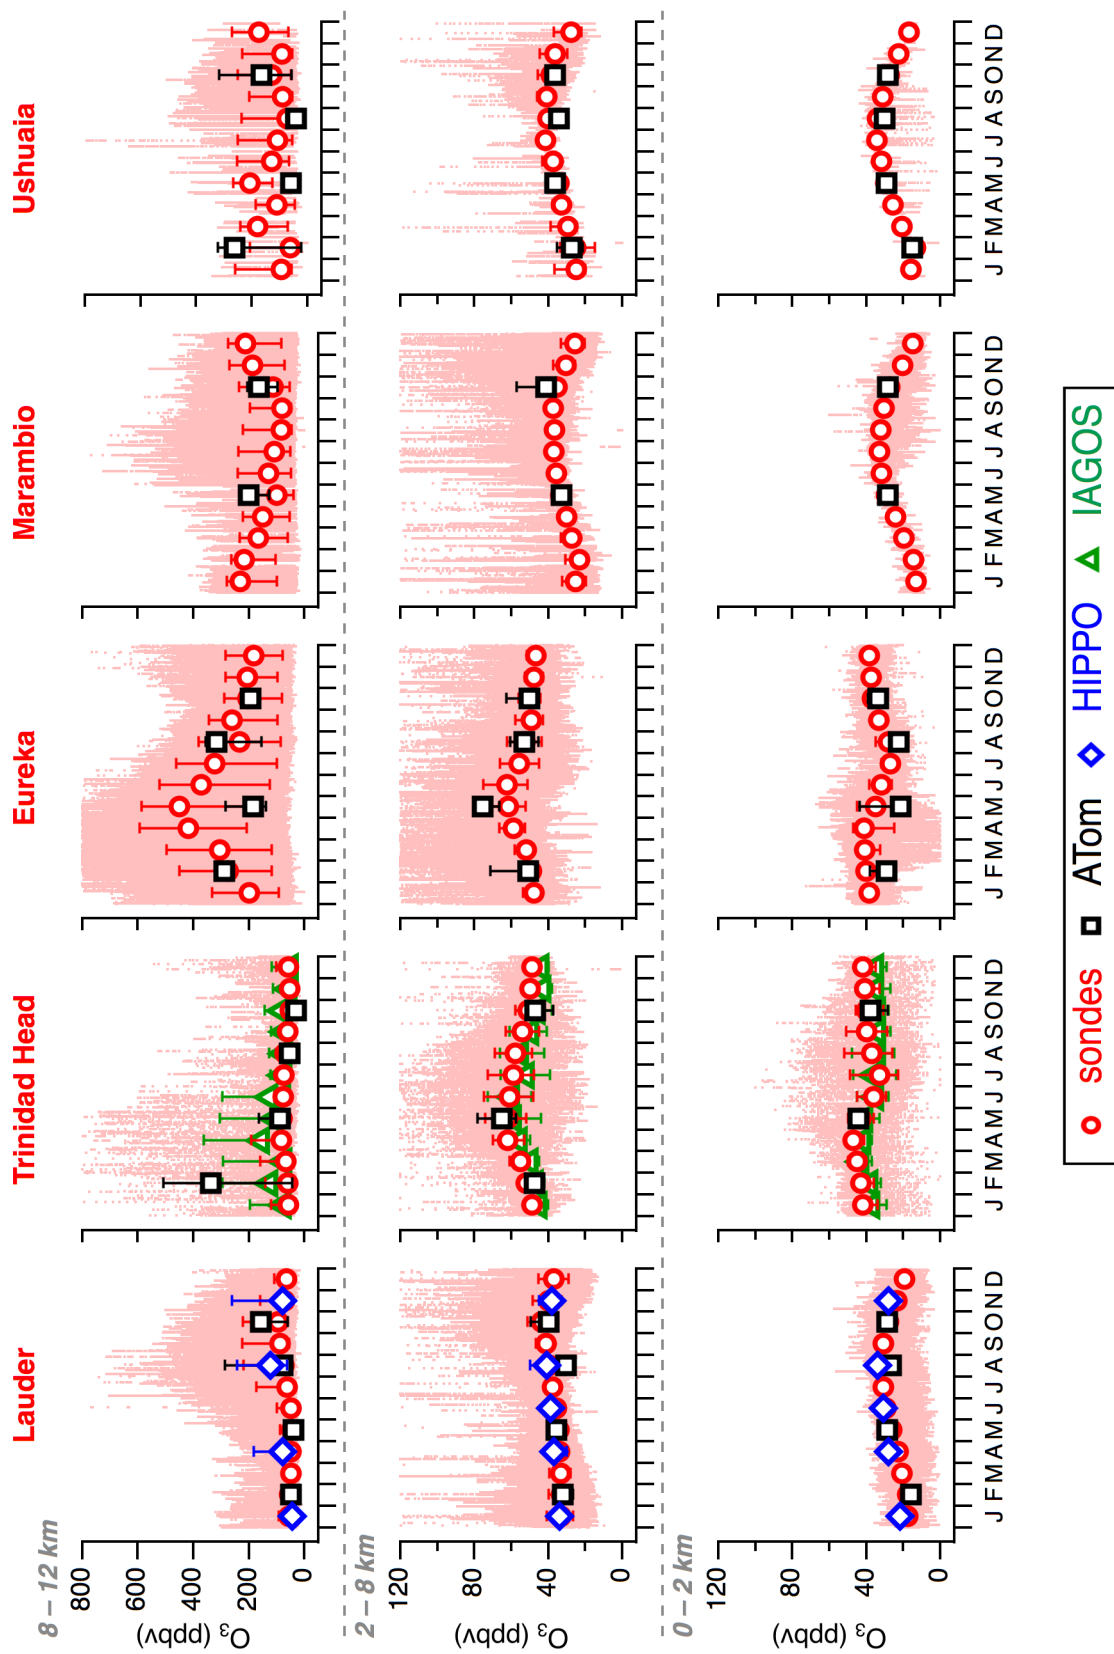 Lauder Trinidad Head Eureka Marambio Ushuaia
8 – 12 km
O₃ (ppbv)
800
600
400
200
0
2 – 8 km
O₃ (ppbv)
120
80
40
0
0 – 2 km
O₃ (ppbv)
120
80
40
0
J F M A M J J A S O N D J F M A M J J A S O N D J F M A M J J A S O N D J F M A M J J A S O N D J F M A M J J A S O N D
sondes ATom HIPPO IAGOS